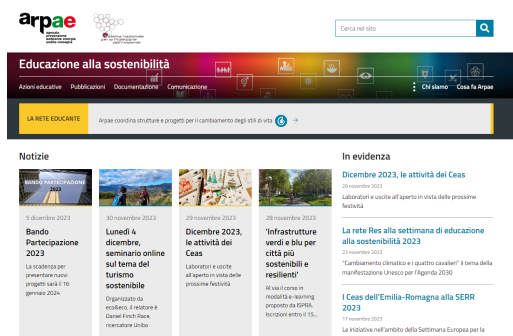 arpae
agenzia
prevenzione
ambiente energia
emilia-romagna
Sistema Nazionale
per la Protezione
dell'Ambiente
Cerca nel sito
Educazione alla sostenibilità
Azioni educative Pubblicazioni Documentazione Comunicazione
Chi siamo Cosa fa Arpae
LA RETE EDUCANTE
Arpae coordina strutture e progetti per il cambiamento degli stili di vita
Notizie
BANDO PARTECIPAZIONE
2023
5 dicembre 2023
Bando
Partecipazione
2023
La scadenza per
presentare nuovi
progetti sarà il 16
gennaio 2024
30 novembre 2023
Lunedì 4
dicembre,
seminario online
sul tema del
turismo
sostenibile
Organizzato da
eco&eco, il relatore è
Daniel Finch Race,
ricercatore Unibo
29 novembre 2023
Dicembre 2023,
le attività dei
Ceas
Laboratori e uscite
all'aperto in vista delle
prossime festività
28 novembre 2023
'Infrastrutture
verdi e blu per
città più
sostenibili e
resilienti'
Al via il corso in
modalità e-learning
proposto da ISPRA.
Iscrizioni entro il 15...
In evidenza
Dicembre 2023, le attività dei Ceas
29 novembre 2023
Laboratori e uscite all'aperto in vista delle prossime
festività
La rete Res alla settimana di educazione
alla sostenibilità 2023
23 novembre 2023
"Cambiamento climatico e i quattro cavalieri" il tema della
manifestazione Unesco per l'Agenda 2030
I Ceas dell'Emilia-Romagna alla SERR
2023
17 novembre 2023
Le iniziative nell'ambito della Settimana Europea per la